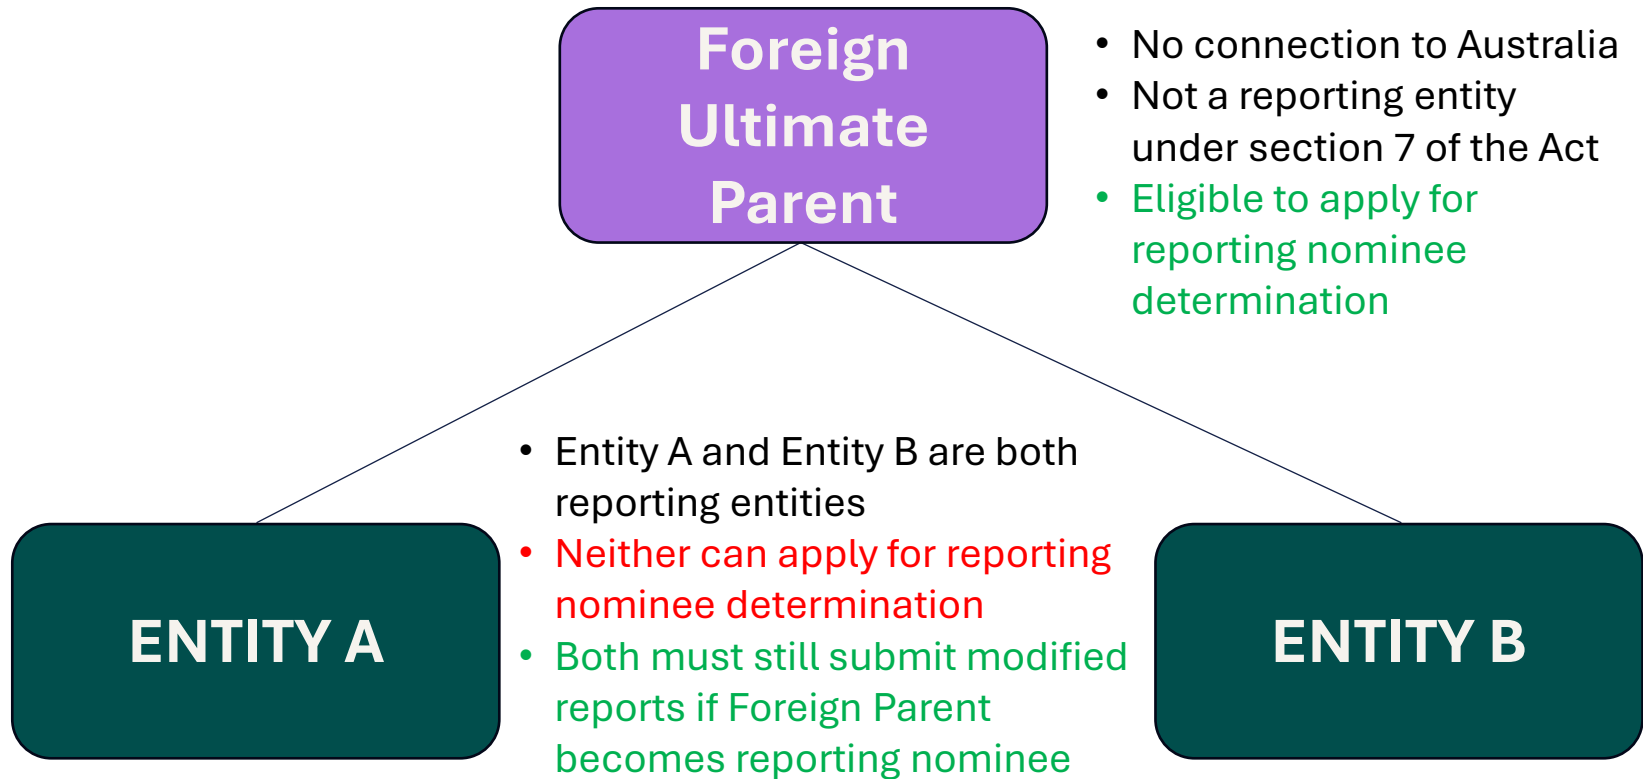 Foreign
Ultimate
Parent
• No connection to Australia
• Not a reporting entity
under section 7 of the Act
• Eligible to apply for
reporting nominee
determination
• Entity A and Entity B are both
reporting entities
• Neither can apply for reporting
nominee determination
• Both must still submit modified
reports if Foreign Parent
becomes reporting nominee
ENTITY A
ENTITY B